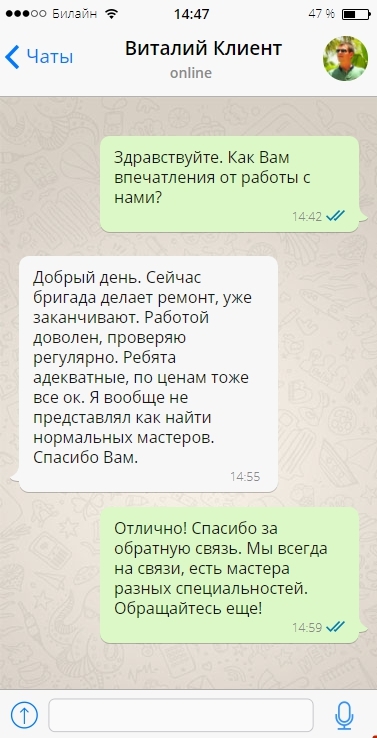 ●●●○○ Билайн 14:47 47 %
Чаты Виталий Клиент
online
Здравствуйте. Как Вам
впечатления от работы с
нами?
14:42
Добрый день. Сейчас
бригада делает ремонт, уже
заканчивают. Работой
доволен, проверяю
регулярно. Ребята
адекватные, по ценам тоже
все ок. Я вообще не
представлял как найти
нормальных мастеров.
Спасибо Вам.
14:55
Отлично! Спасибо за
обратную связь. Мы всегда
на связи, есть мастера
разных специальностей.
Обращайтесь еще!
14:59